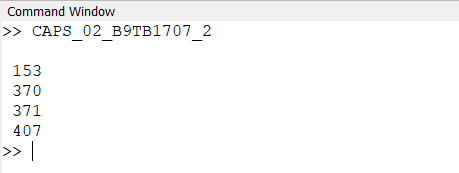 Command Window
>> CAPS_02_B9TB1707_2
153
370
371
407
>>